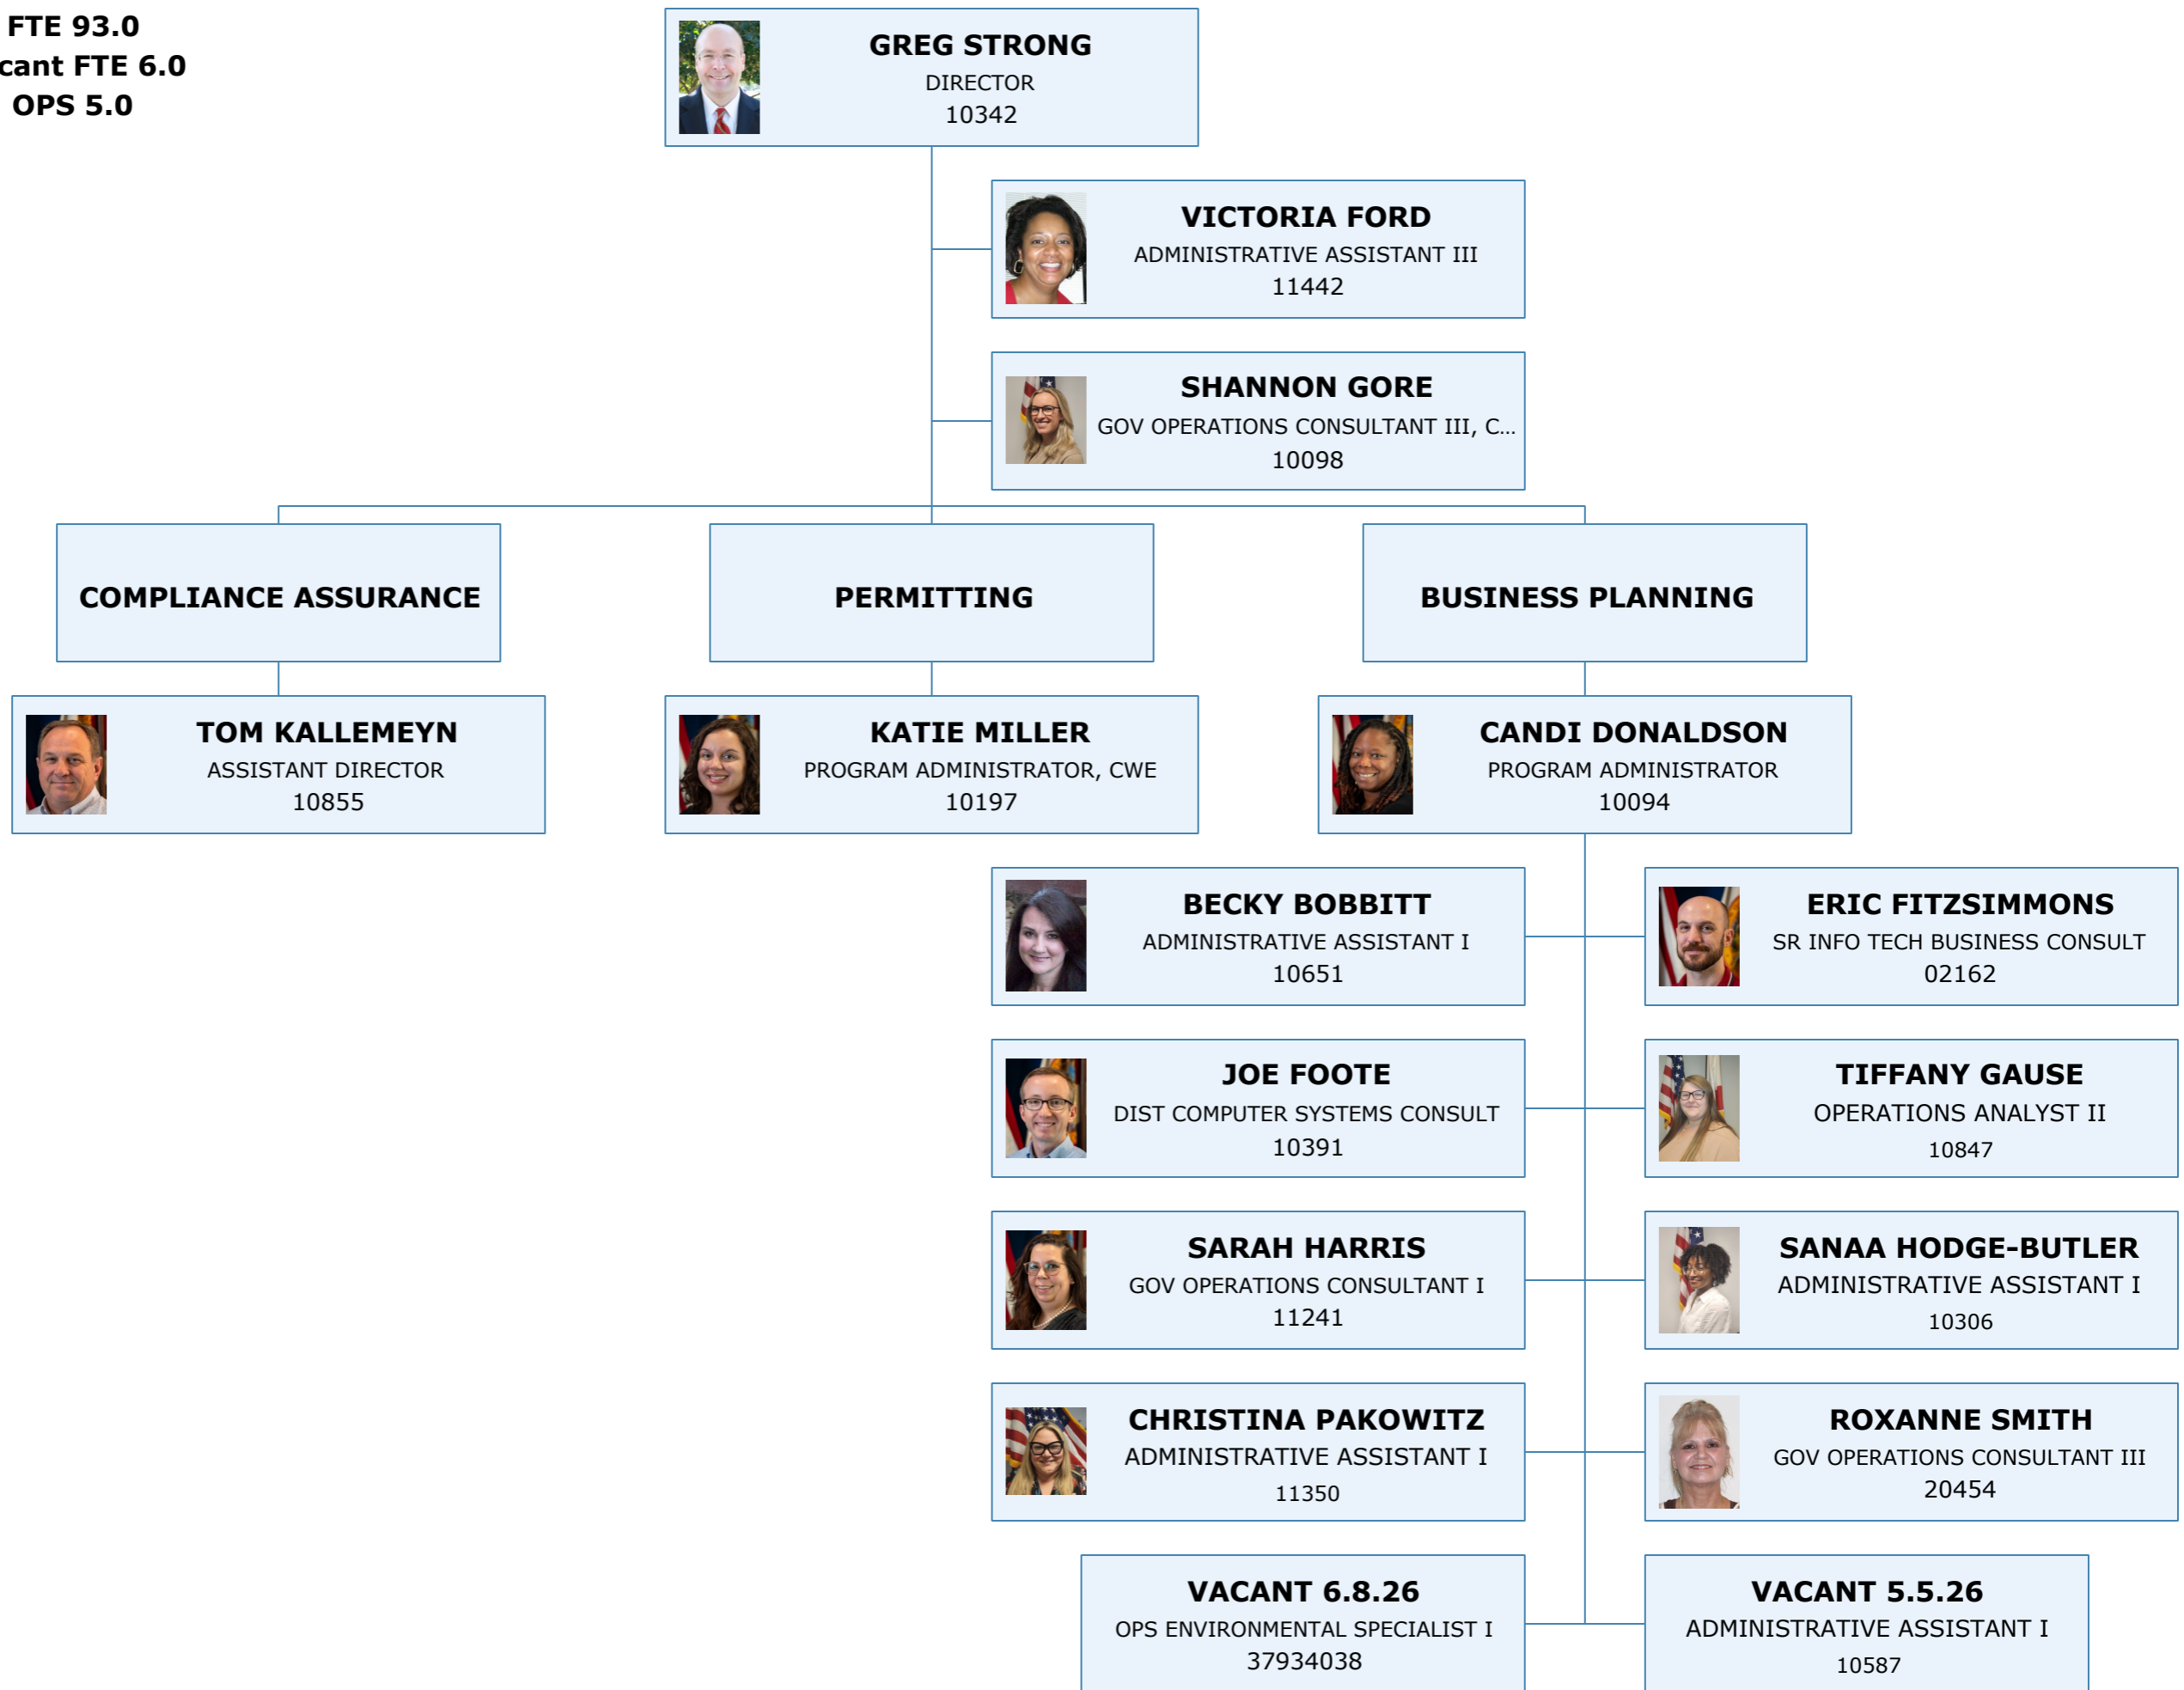 FTE 93.0
cant FTE 6.0
OPS 5.0
GREG STRONG
DIRECTOR
10342
VICTORIA FORD
ADMINISTRATIVE ASSISTANT III
11442
SHANNON GORE
GOV OPERATIONS CONSULTANT III, C...
10098
COMPLIANCE ASSURANCE
PERMITTING
BUSINESS PLANNING
TOM KALLEMEYN
ASSISTANT DIRECTOR
10855
KATIE MILLER
PROGRAM ADMINISTRATOR, CWE
10197
CANDI DONALDSON
PROGRAM ADMINISTRATOR
10094
BECKY BOBBITT
ADMINISTRATIVE ASSISTANT I
10651
ERIC FITZSIMMONS
SR INFO TECH BUSINESS CONSULT
02162
JOE FOOTE
DIST COMPUTER SYSTEMS CONSULT
10391
TIFFANY GAUSE
OPERATIONS ANALYST II
10847
SARAH HARRIS
GOV OPERATIONS CONSULTANT I
11241
SANAA HODGE-BUTLER
ADMINISTRATIVE ASSISTANT I
10306
CHRISTINA PAKOWITZ
ADMINISTRATIVE ASSISTANT I
11350
ROXANNE SMITH
GOV OPERATIONS CONSULTANT III
20454
VACANT 6.8.26
OPS ENVIRONMENTAL SPECIALIST I
37934038
VACANT 5.5.26
ADMINISTRATIVE ASSISTANT I
10587